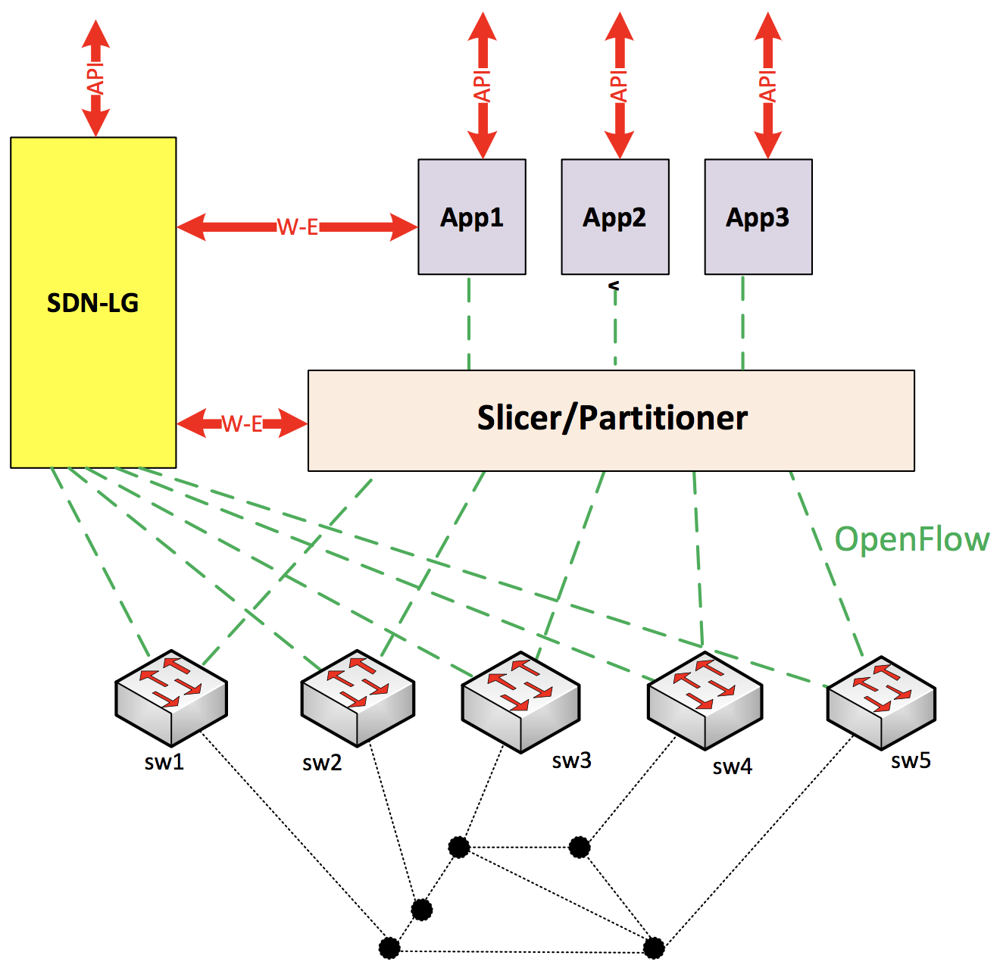 API
API
API
API
App1
App2
App3
W-E
<
SDN-LG
Slicer/Partitioner
W-E
OpenFlow
sw1
sw2
sw3
sw4
sw5